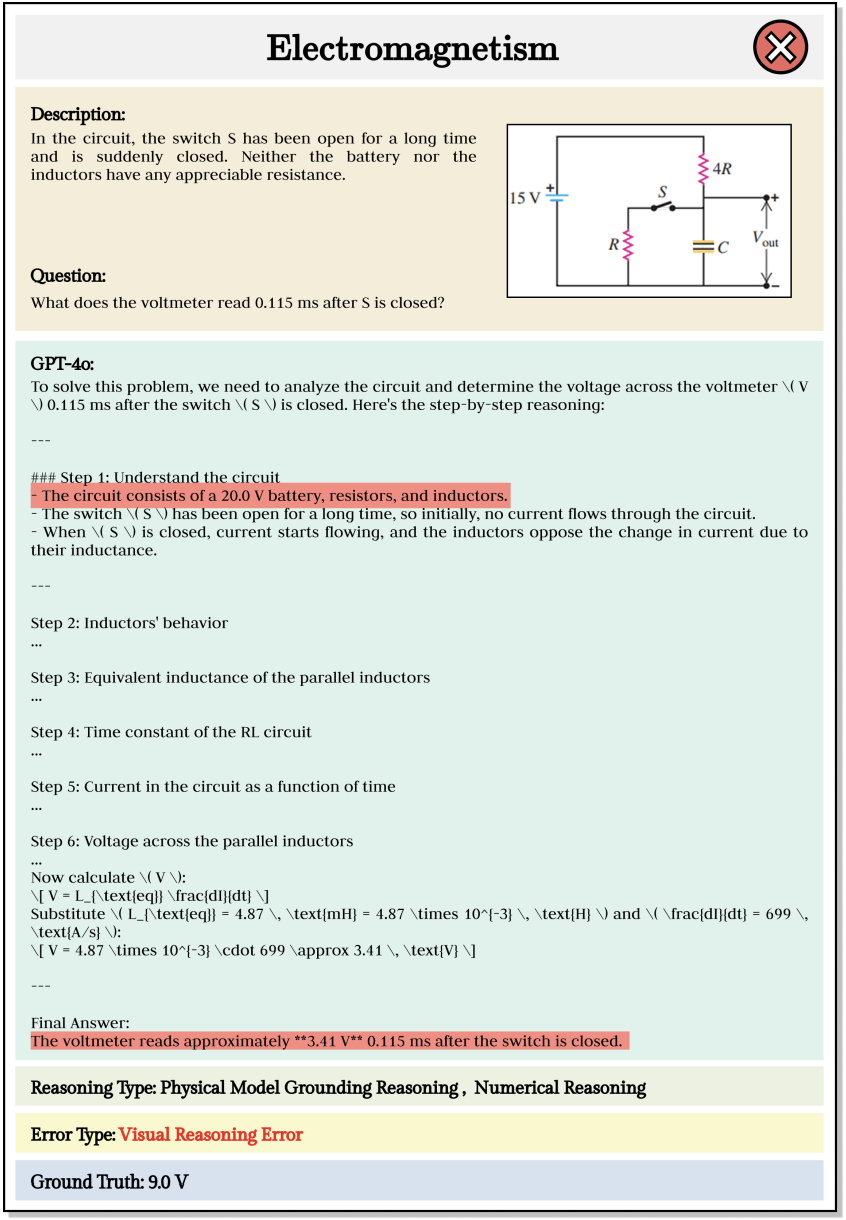 Electromagnetism
Description:
In the circuit, the switch S has been open for a long time
and is suddenly closed. Neither the battery nor the
inductors have any appreciable resistance.
15 V
+
S
4R
+
R
C
Vout
–
Question:
What does the voltmeter read 0.115 ms after S is closed?
GPT-4o:
To solve this problem, we need to analyze the circuit and determine the voltage across the voltmeter \( V
\) 0.115 ms after the switch \( S \) is closed. Here's the step-by-step reasoning:
---
### Step 1: Understand the circuit
- The circuit consists of a 20.0 V battery, resistors, and inductors.
- The switch \( S \) has been open for a long time, so initially, no current flows through the circuit.
- When \( S \) is closed, current starts flowing, and the inductors oppose the change in current due to
their inductance.
---
Step 2: Inductors' behavior
...
Step 3: Equivalent inductance of the parallel inductors
...
Step 4: Time constant of the RL circuit
...
Step 5: Current in the circuit as a function of time
...
Step 6: Voltage across the parallel inductors
...
Now calculate \( V \):
\[ V = L_{\text{eq}} \frac{dI}{dt} \]
Substitute \( L_{\text{eq}} = 4.87 \, \text{mH} = 4.87 \times 10^{-3} \, \text{H} \) and \( \frac{dI}{dt} = 699 \,
\text{A/s} \):
\[ V = 4.87 \times 10^{-3} \cdot 699 \approx 3.41 \, \text{V} \]
---
Final Answer:
The voltmeter reads approximately **3.41 V** 0.115 ms after the switch is closed.
Reasoning Type: Physical Model Grounding Reasoning , Numerical Reasoning
Error Type: Visual Reasoning Error
Ground Truth: 9.0 V